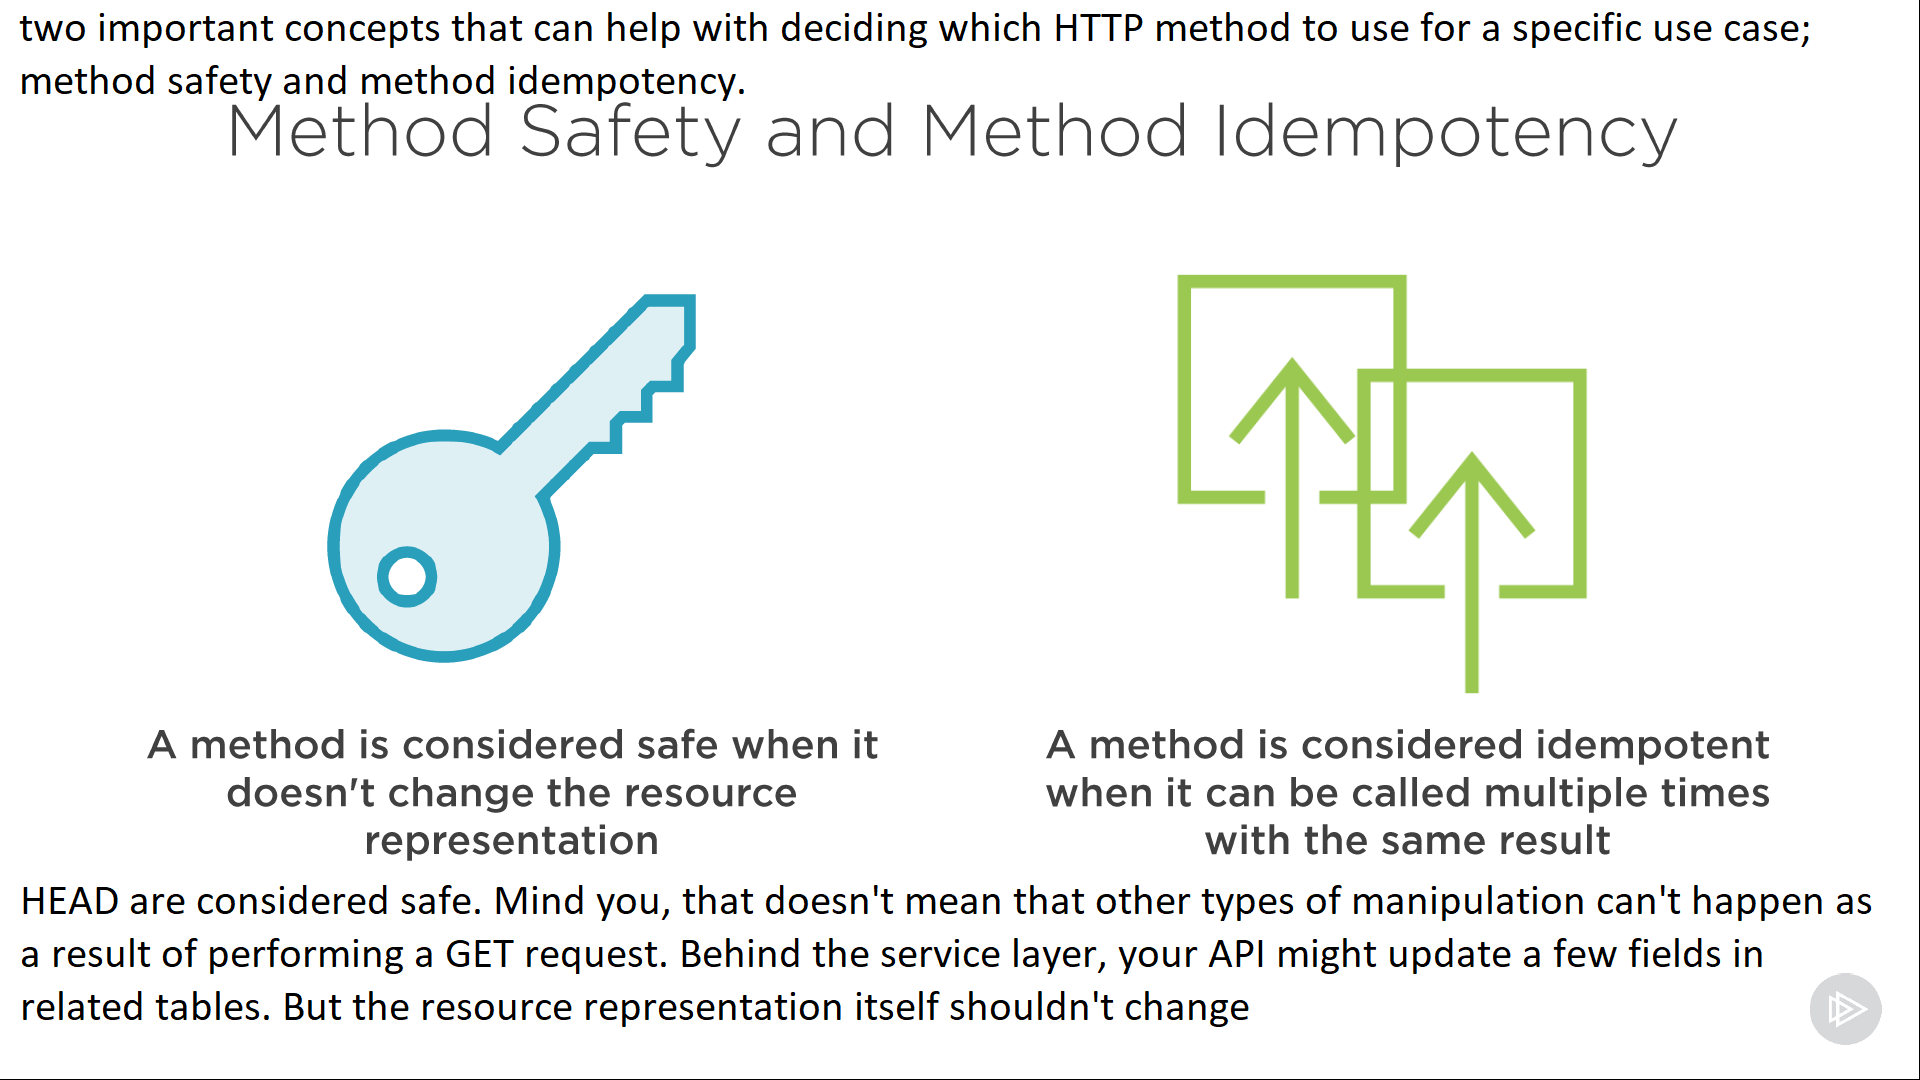 two important concepts that can help with deciding which HTTP method to use for a specific use case;
method safety and method idempotency.
Method Safety and Method Idempotency
A method is considered safe when it
doesn't change the resource
representation
A method is considered idempotent
when it can be called multiple times
with the same result
HEAD are considered safe. Mind you, that doesn't mean that other types of manipulation can't happen as
a result of performing a GET request. Behind the service layer, your API might update a few fields in
related tables. But the resource representation itself shouldn't change